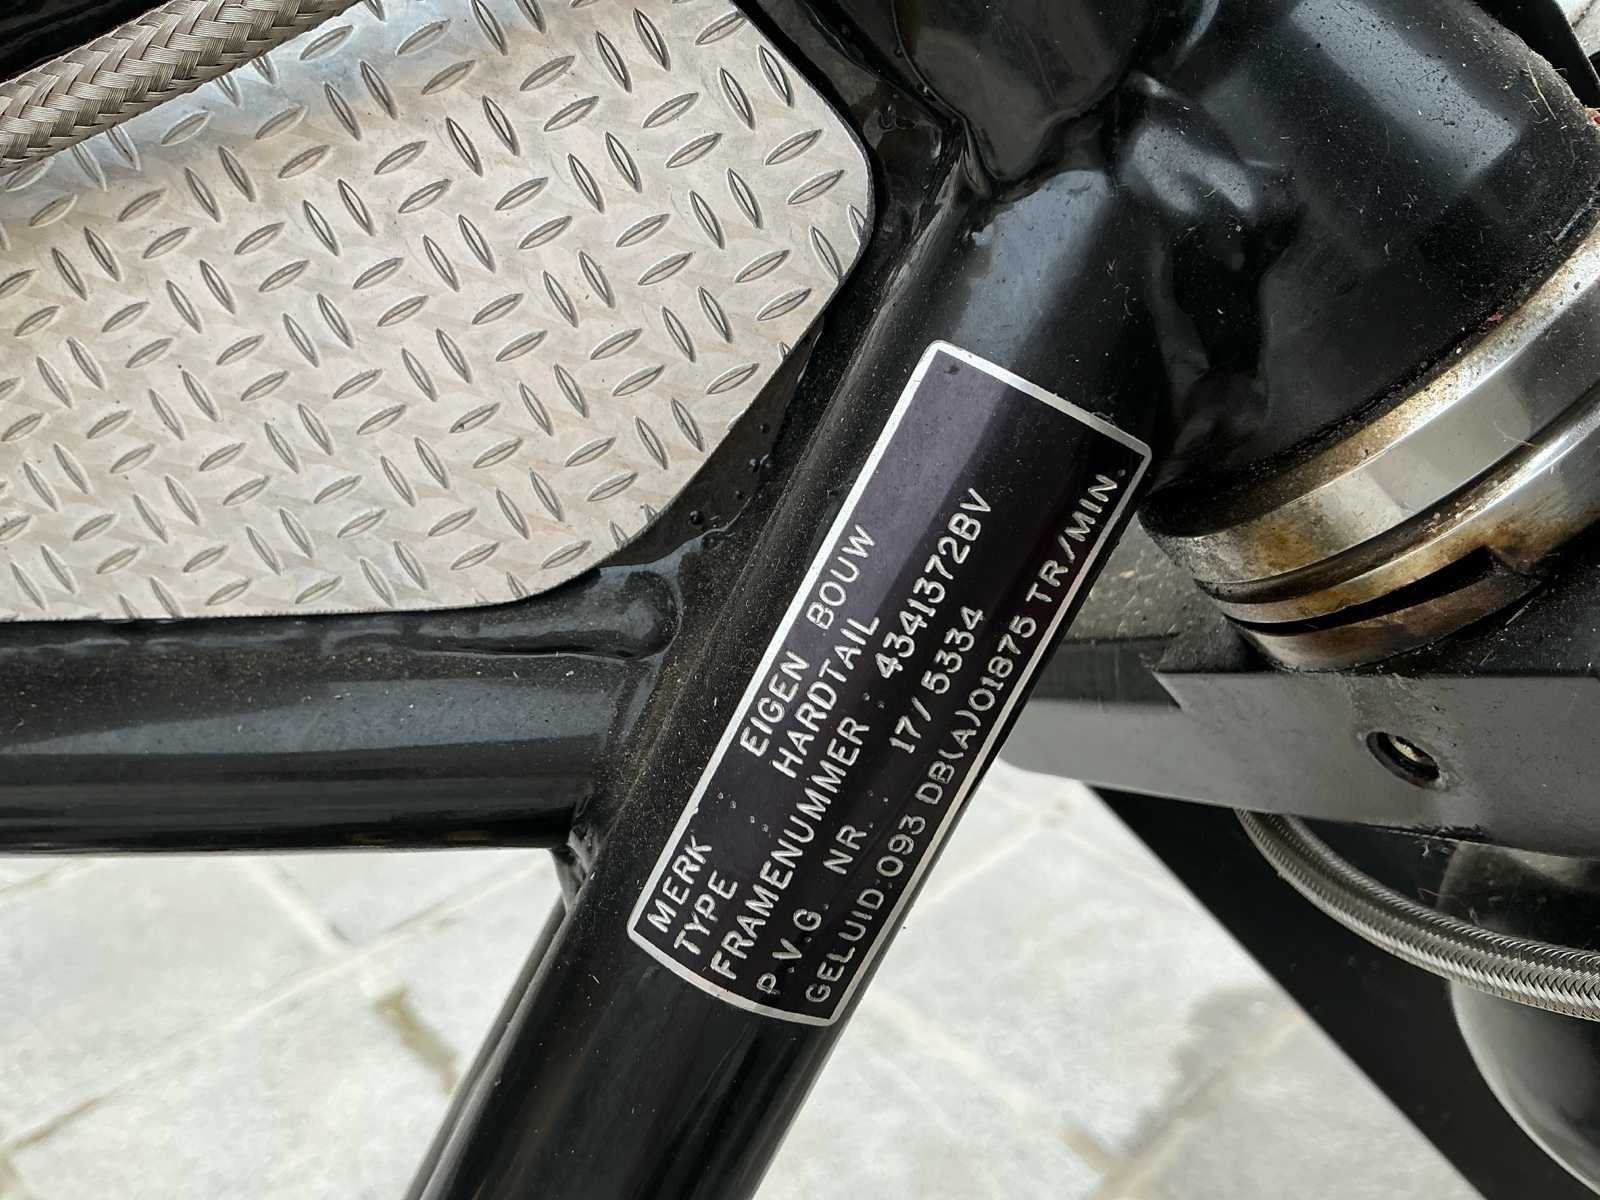 MERK EIGEN BOUW
TYPE HARDTAIL
FRAMENUMMER : 4341372BV
P.V.G. NR. : 17/5334
GELUID:093 DB(A)01875 TR./MIN.